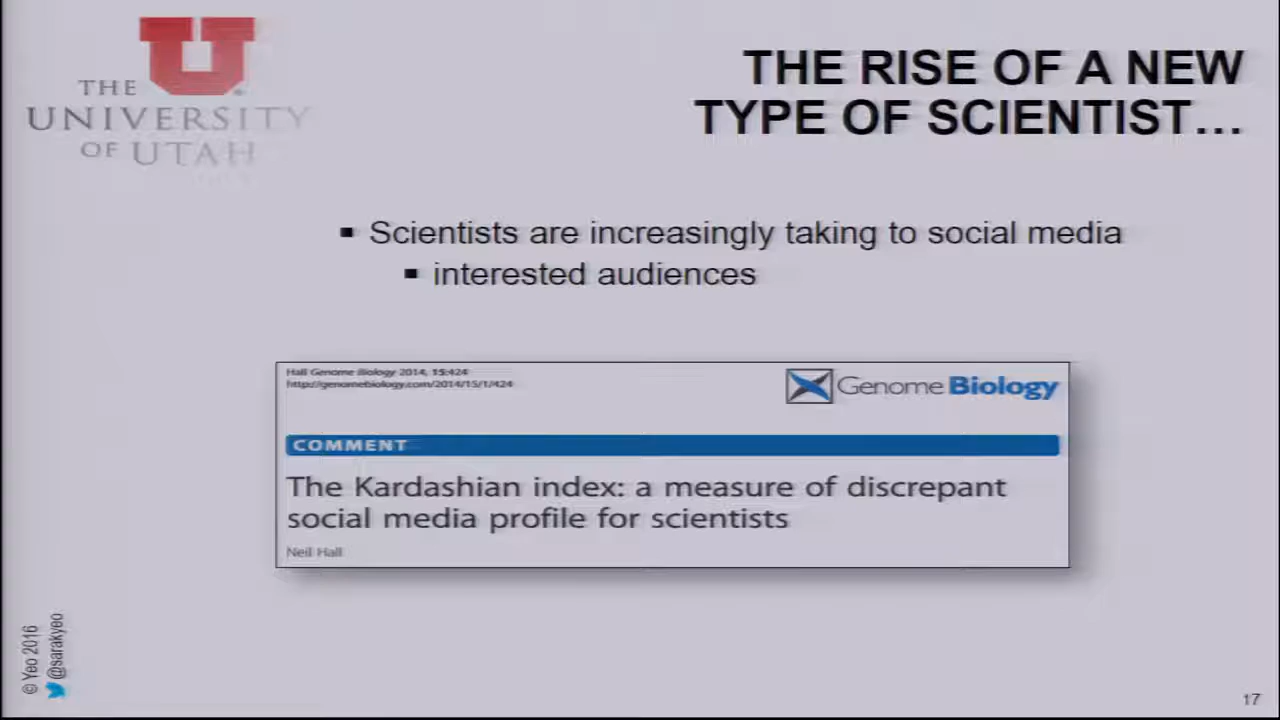 THE
UNIVERSITY
OF UTAH
THE RISE OF A NEW
TYPE OF SCIENTIST…
▪ Scientists are increasingly taking to social media
▪ interested audiences
Hall Genome Biology 2014, 15:424
http://genomebiology.com/2014/15/1/424
Genome Biology
COMMENT
The Kardashian index: a measure of discrepant
social media profile for scientists
Neil Hall
© Yeo 2016
@sarakyeo
17